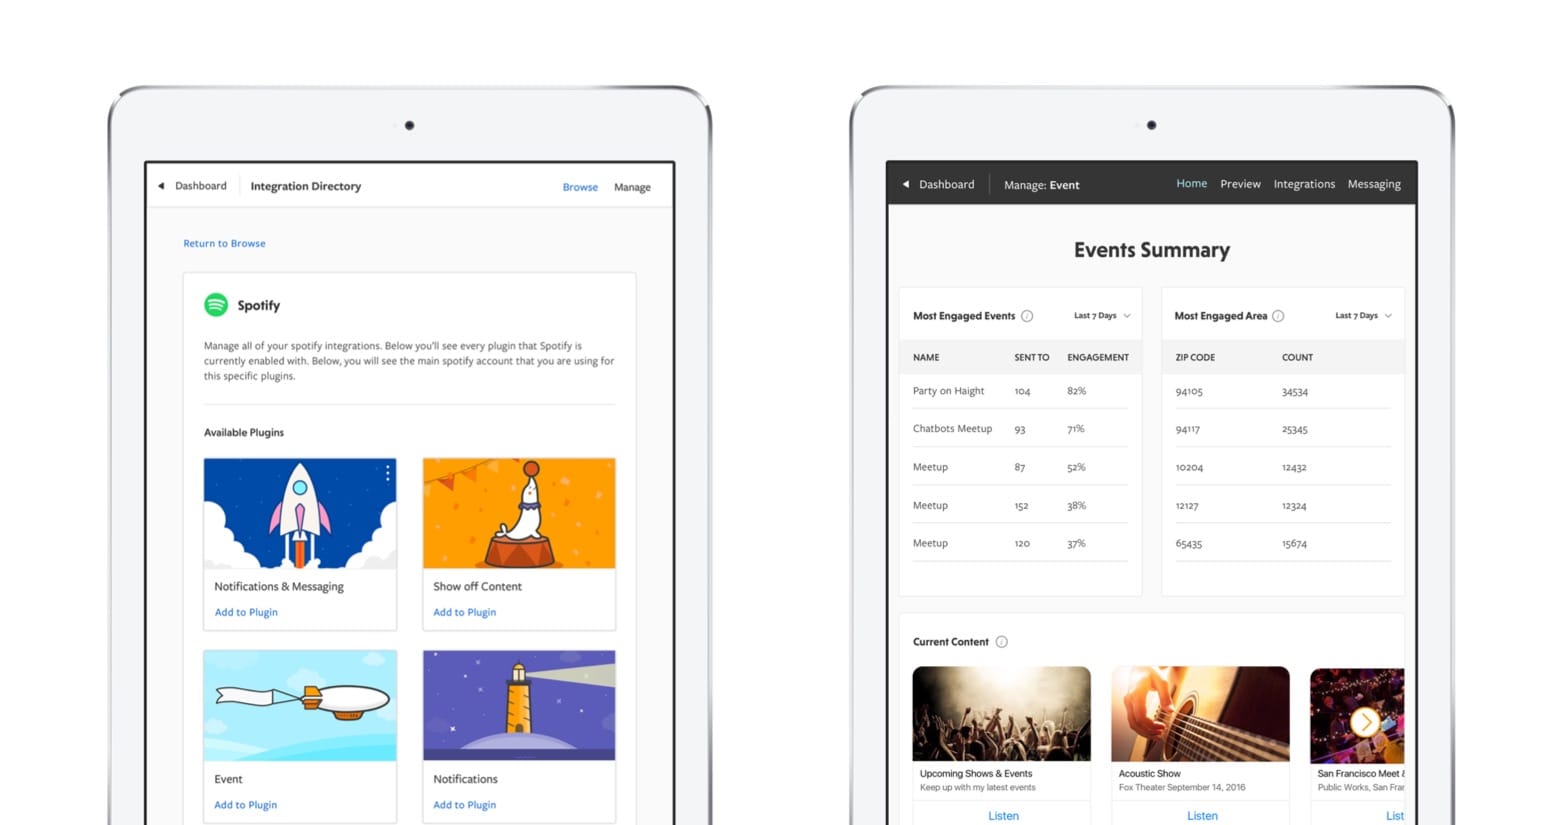 Dashboard
Integration Directory
Browse
Manage
Return to Browse
Spotify
Manage all of your spotify integrations. Below you'll see every plugin that Spotify is
currently enabled with. Below, you will see the main spotify account that you are using for
this specific plugins.
Available Plugins
Notifications & Messaging
Add to Plugin
Show off Content
Add to Plugin
Event
Add to Plugin
Notifications
Add to Plugin
Dashboard
Manage: Event
Home
Preview
Integrations
Messaging
Events Summary
Most Engaged Events
Last 7 Days
NAME SENT TO ENGAGEMENT
Party on Haight 104 82%
Chatbots Meetup 93 71%
Meetup 87 52%
Meetup 152 38%
Meetup 120 37%
Most Engaged Area
Last 7 Days
ZIP CODE COUNT
94105 34534
94117 25345
10204 12432
12127 12324
65435 15674
Current Content
Upcoming Shows & Events
Keep up with my latest events
Listen
Acoustic Show
Fox Theater September 14, 2016
Listen
San Francisco Meet
Public Works, San Fra
List